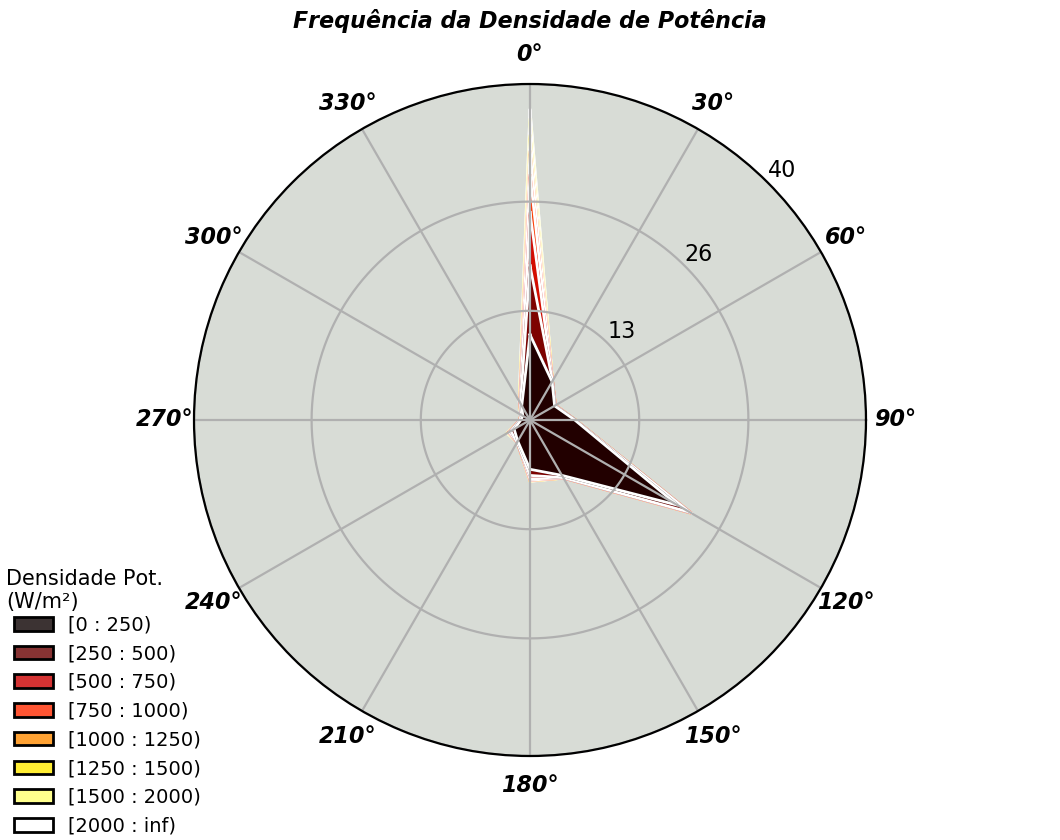 Frequência da Densidade de Potência
0°
330°
30°
40
300°
60°
26
13
270°
90°
240°
120°
210°
150°
180°
Densidade Pot.
(W/m²)
[0 : 250)
[250 : 500)
[500 : 750)
[750 : 1000)
[1000 : 1250)
[1250 : 1500)
[1500 : 2000)
[2000 : inf)